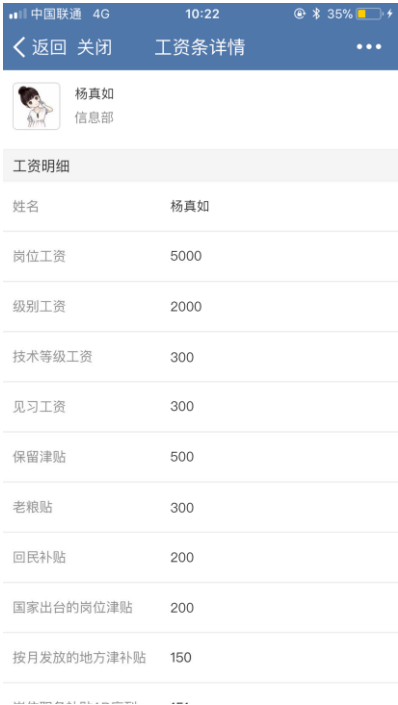 中国联通 4G 10:22 35%
返回 关闭 工资条详情
杨真如
信息部
工资明细
姓名 杨真如
岗位工资 5000
级别工资 2000
技术等级工资 300
见习工资 300
保留津贴 500
老粮贴 300
回民补贴 200
国家出台的岗位津贴 200
按月发放的地方津补贴 150